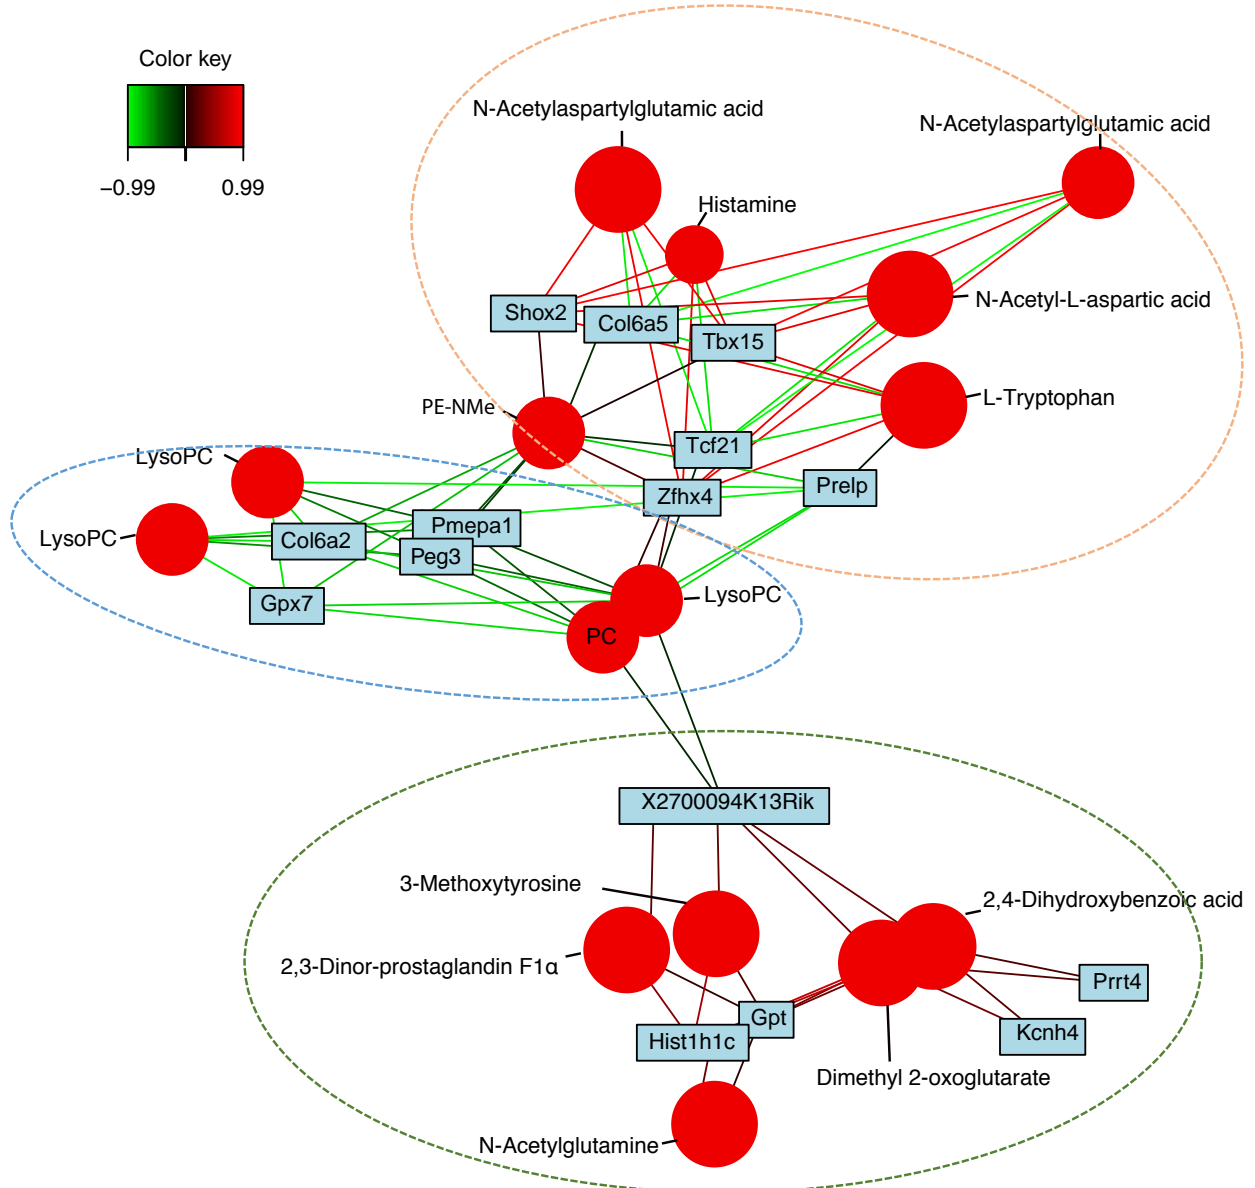 Color key
−0.99
0.99
N-Acetylaspartylglutamic acid
N-Acetylaspartylglutamic acid
Histamine
N-Acetyl-L-aspartic acid
Shox2
Col6a5
Tbx15
L-Tryptophan
PE-NMe
Tcf21
LysoPC
Zfhx4
Prelp
LysoPC
Col6a2
Pmepa1
Peg3
Gpx7
LysoPC
PC
X2700094K13Rik
3-Methoxytyrosine
2,4-Dihydroxybenzoic acid
2,3-Dinor-prostaglandin F1α
Prrt4
Gpt
Kcnh4
Hist1h1c
Dimethyl 2-oxoglutarate
N-Acetylglutamine